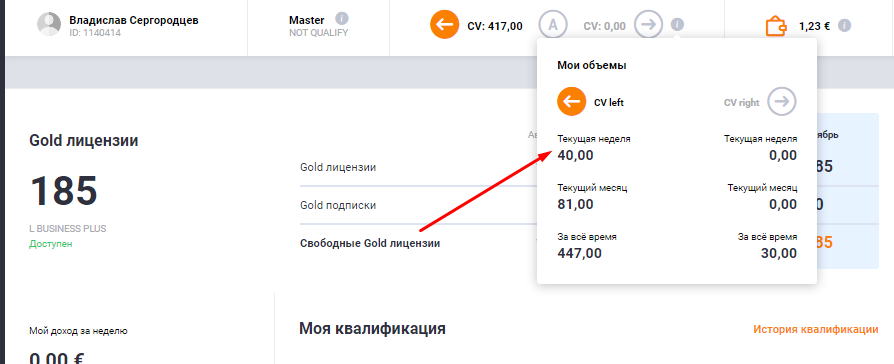 Владислав Сергородцев
ID: 1140414
Master i
NOT QUALIFY
CV: 417,00 A CV: 0,00 i
1,23 € i
Мои объемы
CV left CV right
Текущая неделя Текущая неделя
40,00 0,00
Текущий месяц Текущий месяц
81,00 0,00
За всё время За всё время
447,00 30,00
Gold лицензии
185
L BUSINESS PLUS
Доступен
Ав
брь
Gold лицензии 85
Gold подписки 0
Свободные Gold лицензии 85
Мой доход за неделю
0,00 €
Моя квалификация
История квалификации